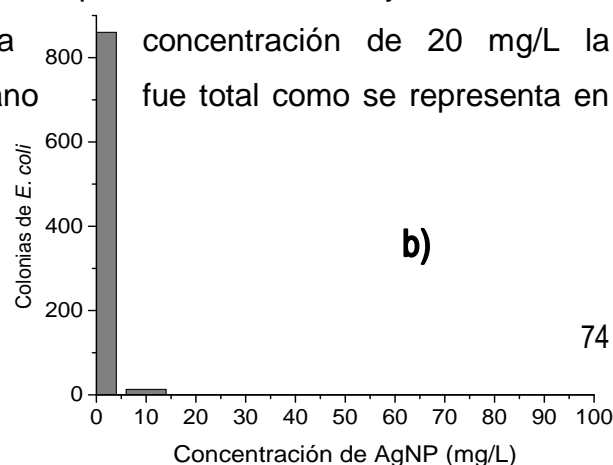 a concentración de 20 mg/L la
ano fue total como se representa en
800
600
400
200
0
Colonias de E. coli
b)
74
0 10 20 30 40 50 60 70 80 90 100
Concentración de AgNP (mg/L)